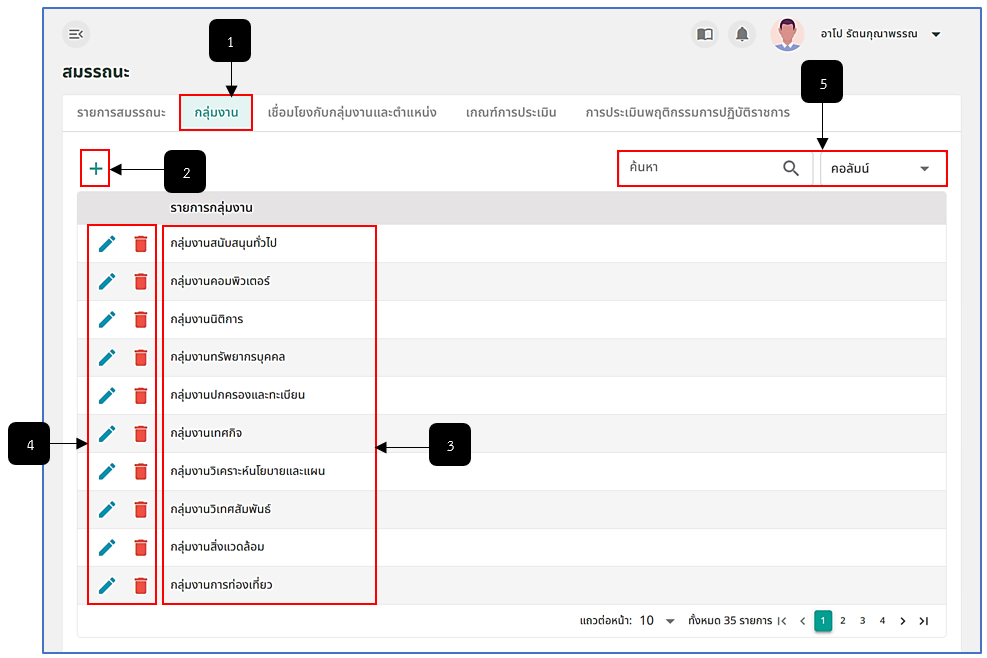 1
อาโป รัตนกุณาพรรณ
สมรรถนะ
5
รายการสมรรถนะ กลุ่มงาน เชื่อมโยงกับกลุ่มงานและตำแหน่ง เกณฑ์การประเมิน การประเมินพฤติกรรมการปฏิบัติราชการ
+ 2 ค้นหา คอลัมน์
รายการกลุ่มงาน
กลุ่มงานสนับสนุนทั่วไป
กลุ่มงานคอมพิวเตอร์
กลุ่มงานนิติการ
กลุ่มงานทรัพยากรบุคคล
กลุ่มงานปกครองและทะเบียน
กลุ่มงานเทศกิจ
4 3
กลุ่มงานวิเคราะห์นโยบายและแผน
กลุ่มงานวิเทศสัมพันธ์
กลุ่มงานสิ่งแวดล้อม
กลุ่มงานการท่องเที่ยว
แถวต่อหน้า: 10 ทั้งหมด 35 รายการ 1 2 3 4